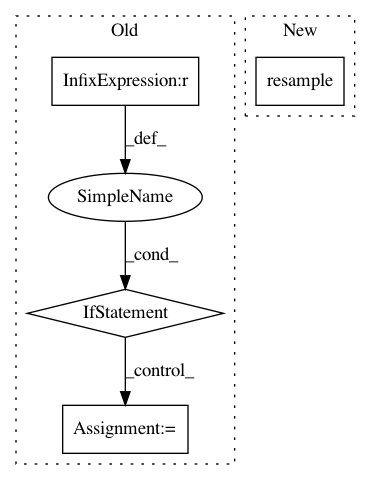 Old
New
InfixExpression:r
resample
_def_
SimpleName
_cond_
IfStatement
_control_
Assignment:=